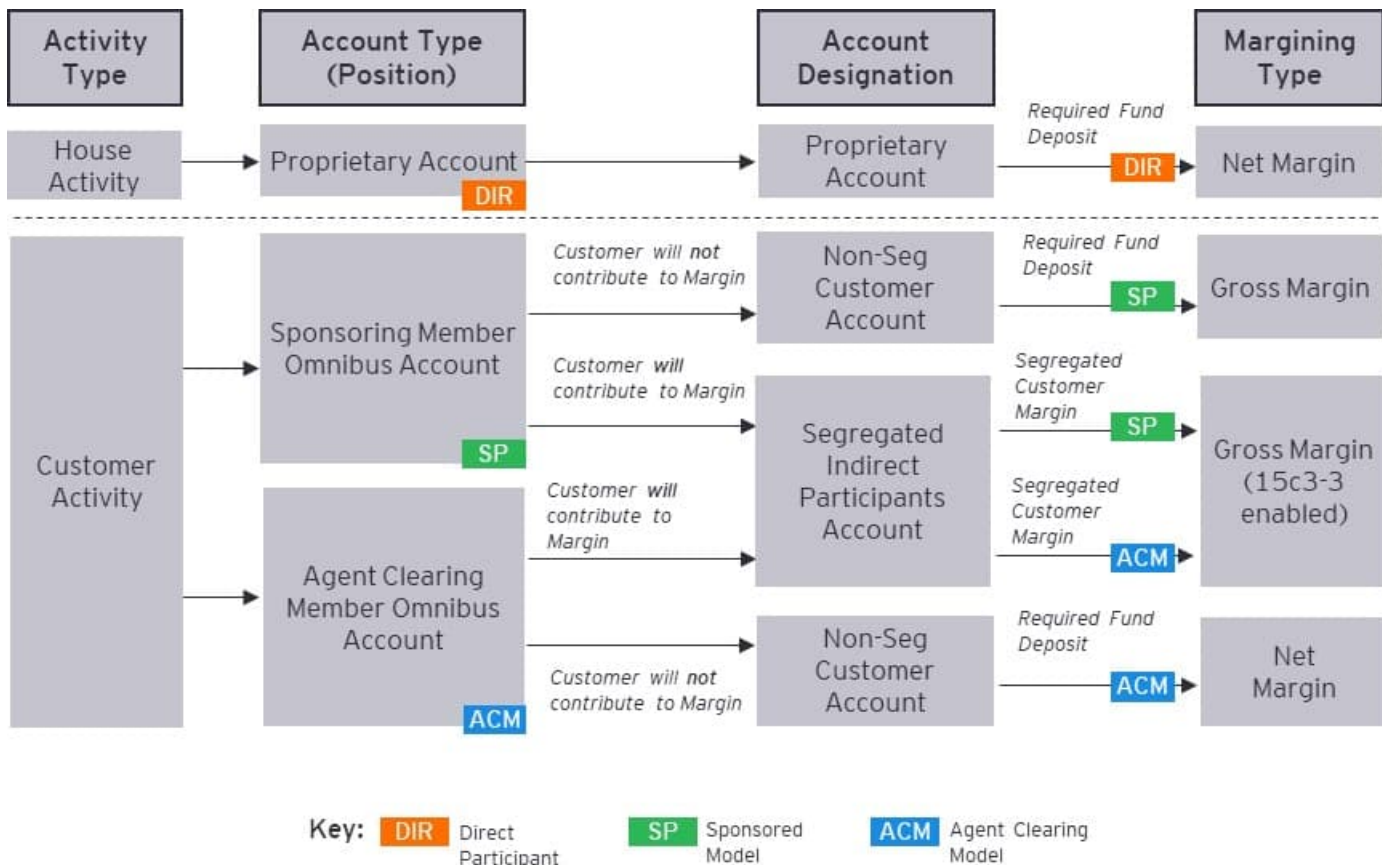 Activity
Type
Account Type
(Position)
Account
Designation
Margining
Type
House
Activity
Proprietary Account
DIR
Proprietary
Account
Required Fund
Deposit
DIR
Net Margin
Customer
Activity
Sponsoring Member
Omnibus Account
SP
Customer will not
contribute to Margin
Non-Seg
Customer
Account
Required Fund
Deposit
SP
Gross Margin
Customer will
contribute to Margin
Segregated
Indirect
Participants
Account
Segregated
Customer
Margin
SP
Gross Margin
(15c3-3
enabled)
Agent Clearing
Member Omnibus
Account
ACM
Customer will
contribute to
Margin
Segregated
Customer
Margin
ACM
Customer will not
contribute to Margin
Non-Seg
Customer
Account
Required Fund
Deposit
ACM
Net
Margin
Key:
DIR
Direct
Participant
SP
Sponsored
Model
ACM
Agent Clearing
Model